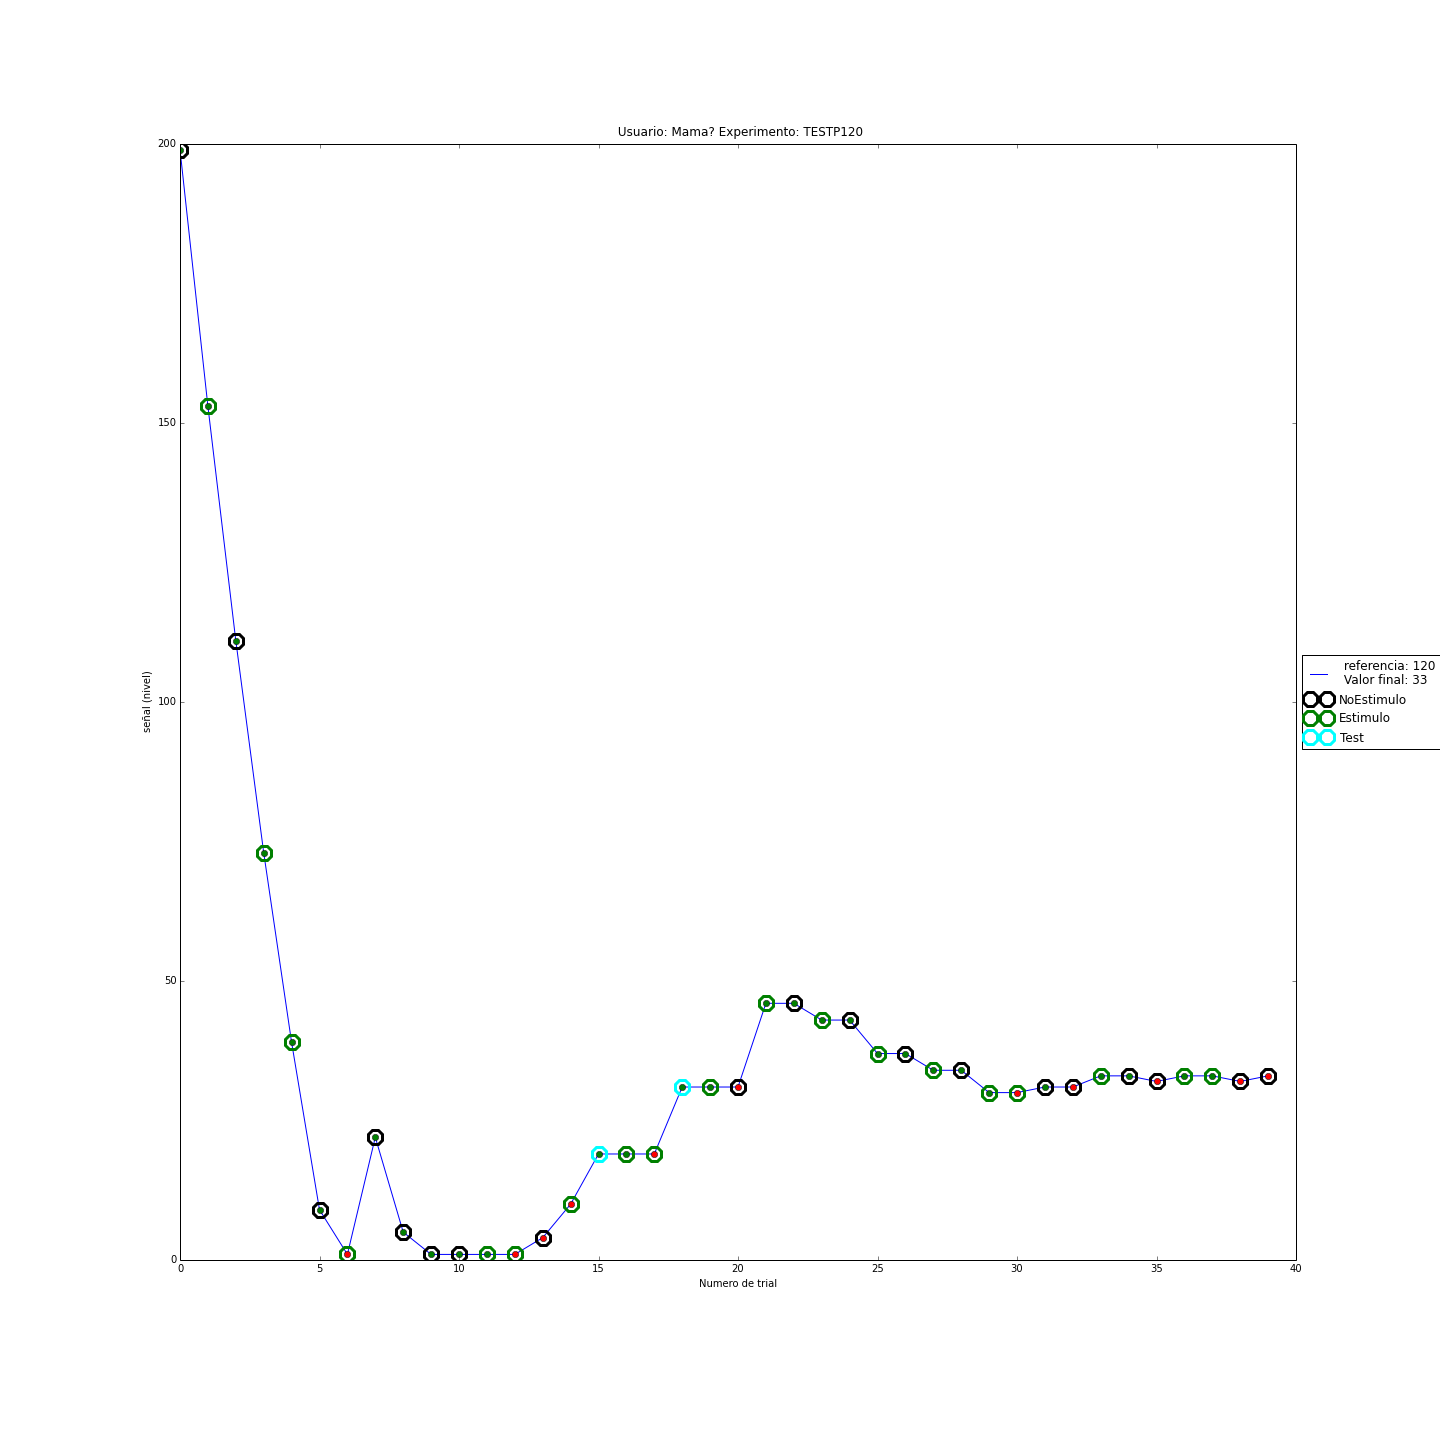 Usuario: Mama? Experimento: TESTP120
200
150
100
50
0
señal (nivel)
0 5 10 15 20 25 30 35 40
Numero de trial
referencia: 120
Valor final: 33
NoEstimulo
Estimulo
Test